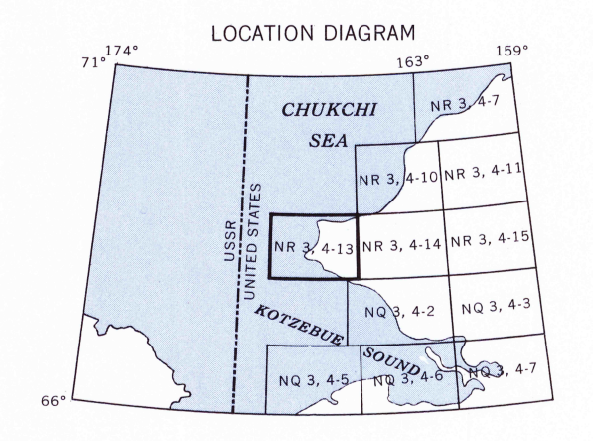 LOCATION DIAGRAM
174°
71°
163°
159°
CHUKCHI
SEA
NR 3, 4-7
NR 3, 4-10
NR 3, 4-11
USSR
UNITED STATES
NR 3, 4-13
NR 3, 4-14
NR 3, 4-15
KOTZEBUE
SOUND
NQ 3, 4-2
NQ 3, 4-3
NQ 3, 4-5
NQ 3, 4-6
NQ 3, 4-7
66°